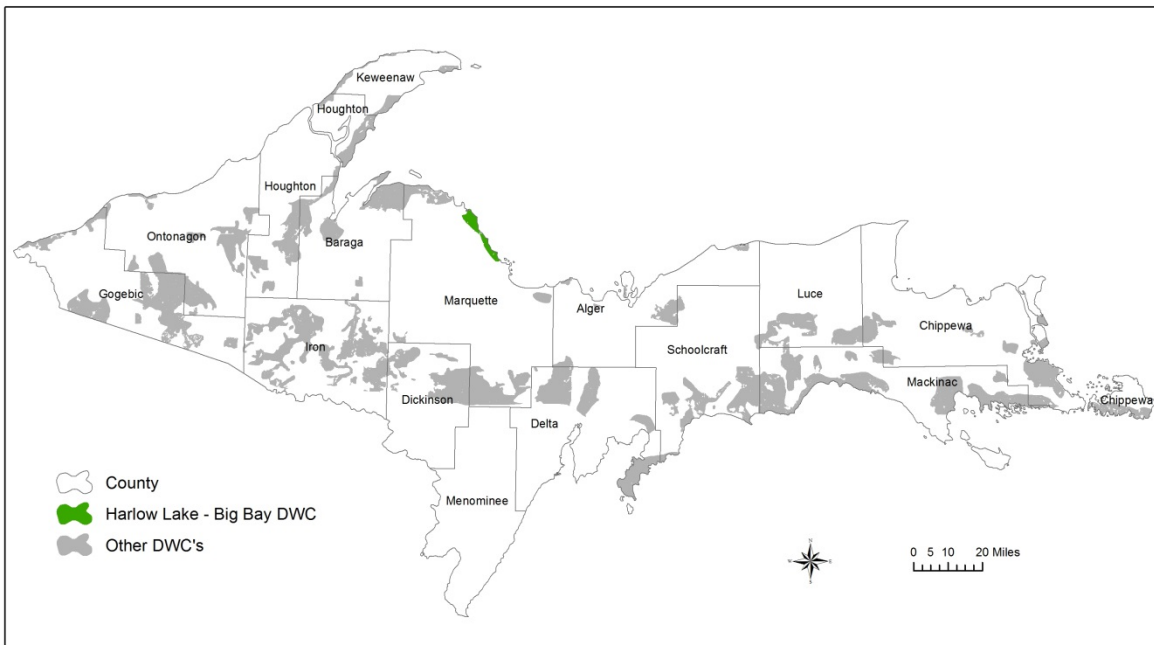 Keweenaw
Houghton
Houghton
Ontonagon
Baraga
Gogebic
Marquette
Alger
Luce
Chippewa
Iron
Schoolcraft
Mackinac
Chippewa
Dickinson
Delta
Menominee
County
Harlow Lake - Big Bay DWC
Other DWC's
N
W E
S
0 5 10 20 Miles